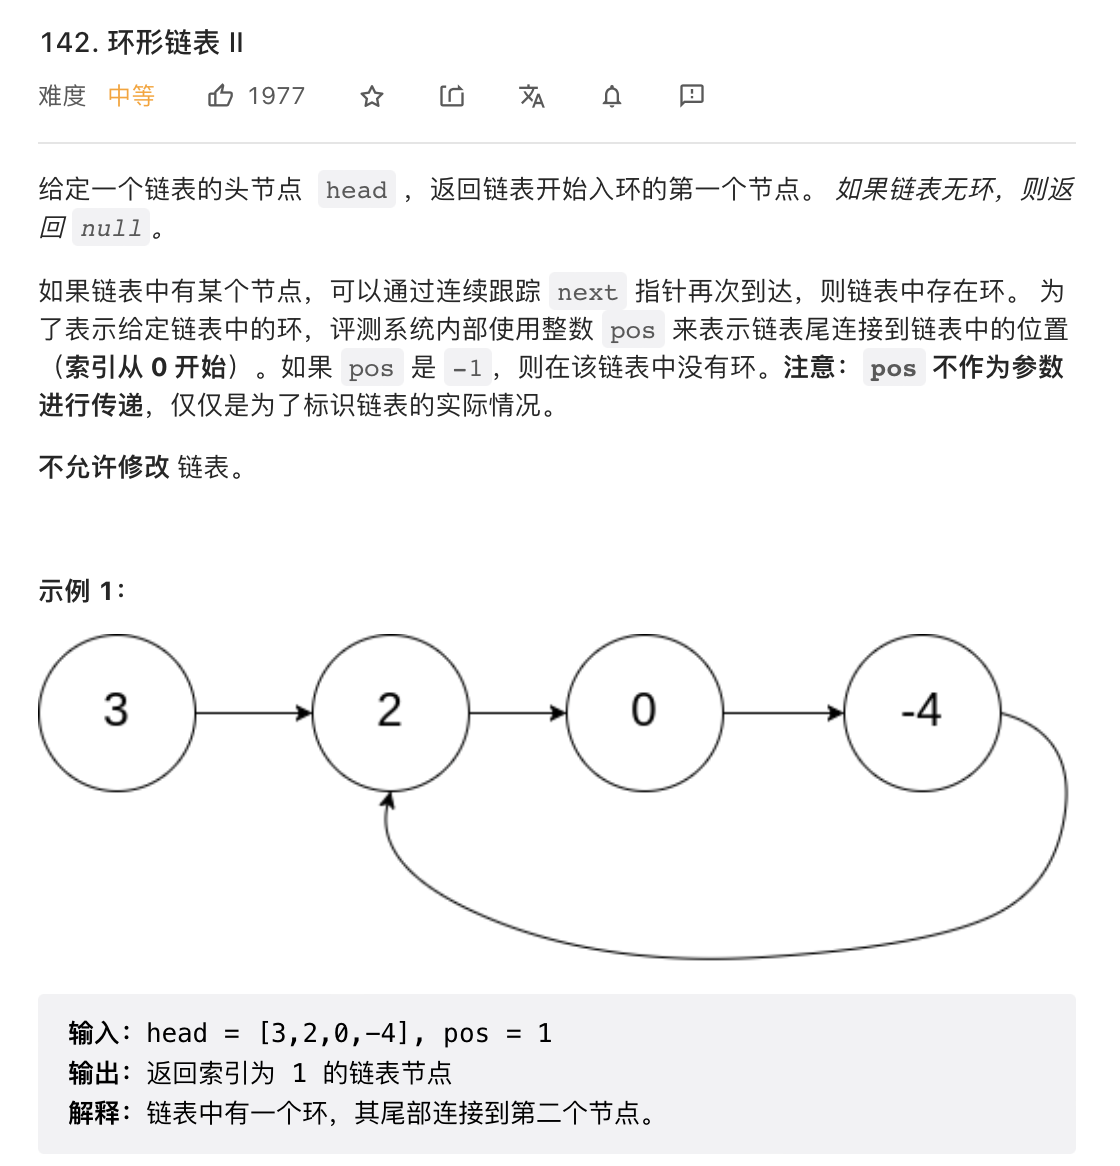 142. 环形链表 II
难度 中等 1977
给定一个链表的头节点 head ，返回链表开始入环的第一个节点。 如果链表无环，则返
回 null。
如果链表中有某个节点，可以通过连续跟踪 next 指针再次到达，则链表中存在环。 为
了表示给定链表中的环，评测系统内部使用整数 pos 来表示链表尾连接到链表中的位置
（索引从 0 开始）。如果 pos 是 -1，则在该链表中没有环。注意：pos 不作为参数
进行传递，仅仅是为了标识链表的实际情况。
不允许修改 链表。
示例 1：
3 2 0 -4
输入：head = [3,2,0,-4], pos = 1
输出：返回索引为 1 的链表节点
解释：链表中有一个环，其尾部连接到第二个节点。